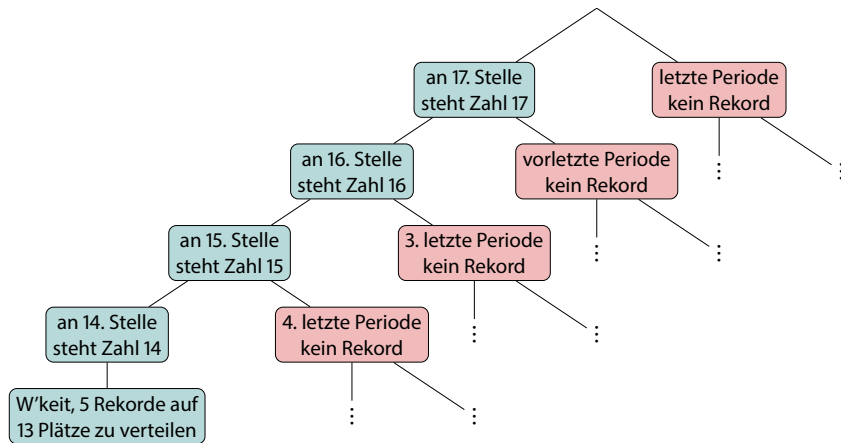 an 17. Stelle
steht Zahl 17
letzte Periode
kein Rekord
an 16. Stelle
steht Zahl 16
vorletzte Periode
kein Rekord
an 15. Stelle
steht Zahl 15
3. letzte Periode
kein Rekord
an 14. Stelle
steht Zahl 14
4. letzte Periode
kein Rekord
W'keit, 5 Rekorde auf
13 Plätze zu verteilen